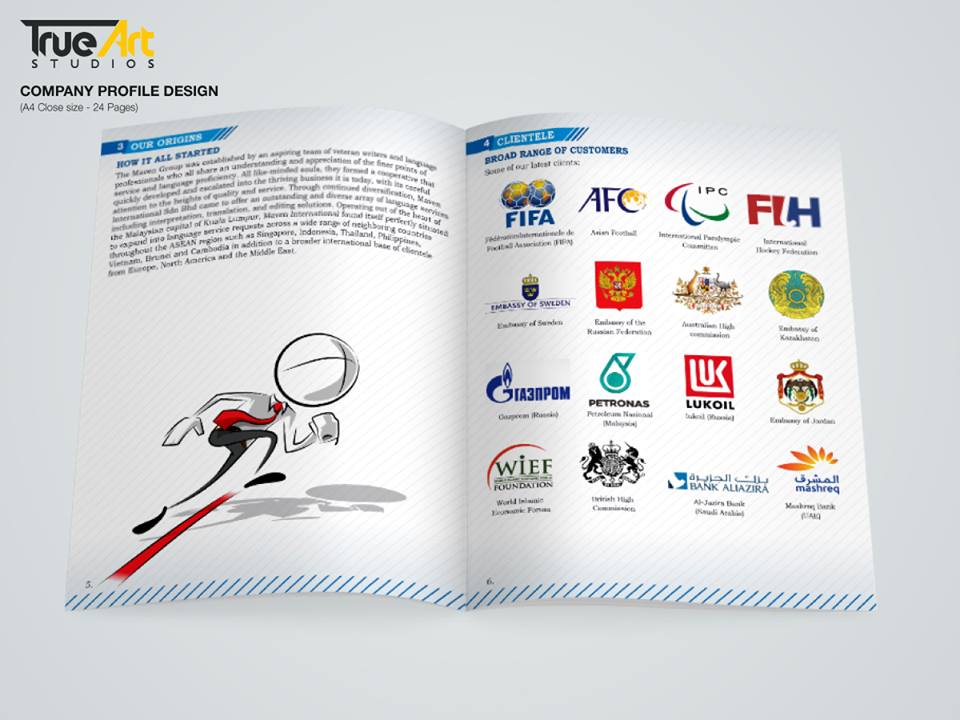 TrueArt
STUDIOS
COMPANY PROFILE DESIGN
(A4 Close size - 24 Pages)
3 OUR ORIGINS
HOW IT ALL STARTED
The Maven Group was established by an aspiring team of veteran writers and language
professionals who all share an understanding and appreciation of the finer points of
service and language proficiency. All like-minded souls, they formed a cooperative that
quickly developed and escalated into the thriving business it is today, with its careful
attention to the heights of quality and service. Through continued diversification, Maven
International Sdn Bhd came to offer an outstanding and diverse array of language services
including interpretation, translation, and editing solutions. Operating out of the heart of
the Malaysian capital of Kuala Lumpur, Maven International found itself perfectly situated
to expand into language service requests across a wide range of neighboring countries
throughout the ASEAN region such as Singapore, Indonesia, Thailand, Philippines,
Vietnam, Brunei and Cambodia in addition to a broader international base of clientele
from Europe, North America and the Middle East.
5.
4 CLIENTELE
BROAD RANGE OF CUSTOMERS
Some of our latest clients:
FIFA
AFC
IPC
FIH
Fédération Internationale de
Football Association (FIFA)
Asian Football
International Paralympic
Committee
International
Hockey Federation
EMBASSY OF SWEDEN
Embassy of Sweden
Embassy of the
Russian Federation
Australian High
commission
Embassy of
Kazakhstan
ГАЗПРОМ
PETRONAS
LUK
LUKOIL
Gazprom (Russia)
Petroleum Nasional
(Malaysia)
Lukoil (Russia)
Embassy of Jordan
WIEF
FOUNDATION
World Islamic
Economic Forum
British High
Commission
بنك الجزيرة
BANK ALJAZIRA
Al-Jazira Bank
(Saudi Arabia)
المشرق
mashreq
Mashreq Bank
(UAE)
6.